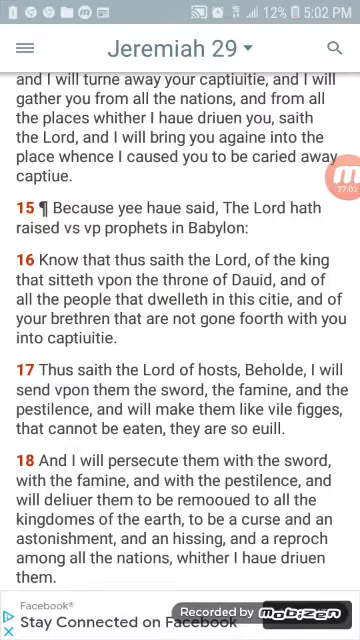 12% 5:02 PM
Jeremiah 29
and I will turne away your captiuitie, and I will
gather you from all the nations, and from all
the places whither I haue driuen you, saith
the Lord, and I will bring you againe into the
place whence I caused you to be caried away
captiue.
27:02
15 ¶ Because yee haue said, The Lord hath
raised vs vp prophets in Babylon:
16 Know that thus saith the Lord, of the king
that sitteth vpon the throne of Dauid, and of
all the people that dwelleth in this citie, and of
your brethren that are not gone foorth with you
into captiuitie.
17 Thus saith the Lord of hosts, Beholde, I will
send vpon them the sword, the famine, and the
pestilence, and will make them like vile figges,
that cannot be eaten, they are so euill.
18 And I will persecute them with the sword,
with the famine, and with the pestilence, and
will deliuer them to be remooued to all the
kingdomes of the earth, to be a curse and an
astonishment, and an hissing, and a reproch
among all the nations, whither I haue driuen
them.
Facebook®
Stay Connected on Facebook
Recorded by mobizen